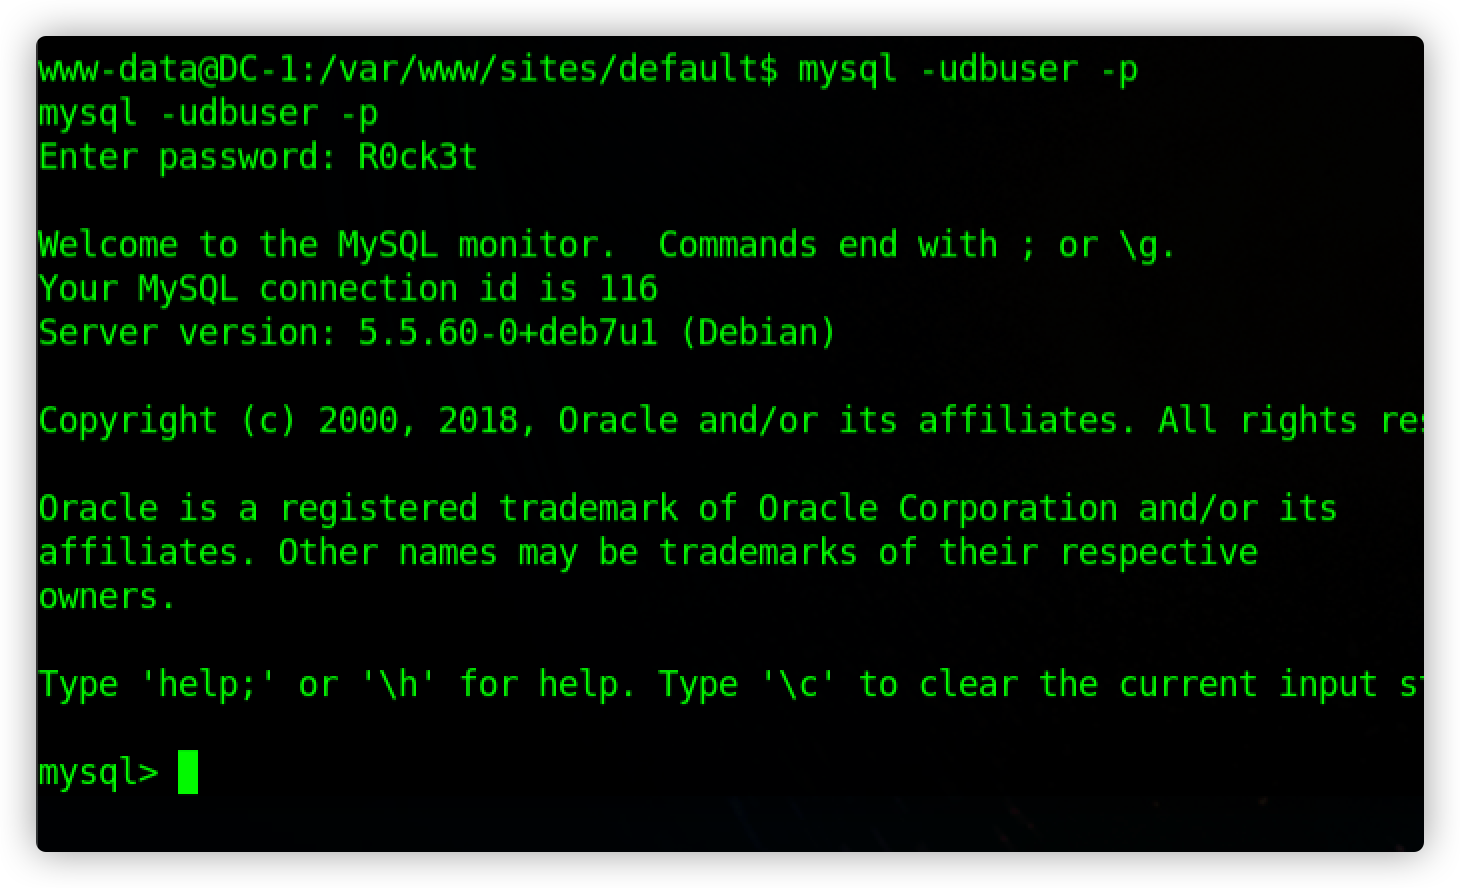 www-data@DC-1:/var/www/sites/default$ mysql -udbuser -p
mysql -udbuser -p
Enter password: R0ck3t
Welcome to the MySQL monitor.  Commands end with ; or \g.
Your MySQL connection id is 116
Server version: 5.5.60-0+deb7u1 (Debian)
Copyright (c) 2000, 2018, Oracle and/or its affiliates. All rights
Oracle is a registered trademark of Oracle Corporation and/or its
affiliates. Other names may be trademarks of their respective
owners.
Type 'help;' or '\h' for help. Type '\c' to clear the current input
mysql>